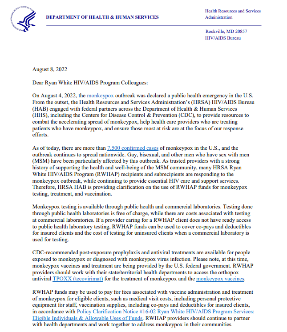 DEPARTMENT OF HEALTH & HUMAN SERVICES
Health Resources and Services
Administration
Rockville, MD 20857
HIV/AIDS Bureau
August 8, 2022
Dear Ryan White HIV/AIDS Program Colleagues:
On August 4, 2022, the monkeypox outbreak was declared a public health emergency in the U.S.
From the outset, the Health Resources and Services Administration's (HRSA) HIV/AIDS Bureau
(HAB) engaged with federal partners across the Department of Health & Human Services
(HHS), including the Centers for Disease Control & Prevention (CDC), to provide resources to
combat the accelerating spread of monkeypox, help health care providers who are treating
patients who have monkeypox, and ensure those most at risk are at the focus of our response
efforts.
As of today, there are more than 7,500 confirmed cases of monkeypox in the U.S., and the
outbreak continues to spread nationwide. Gay, bisexual, and other men who have sex with men
(MSM) have been particularly affected by this outbreak. As trusted providers with a strong
history of supporting the health and well-being of the MSM community, many HRSA Ryan
White HIV/AIDS Program (RWHAP) recipients and subrecipients are responding to the
monkeypox outbreak, while continuing to provide essential HIV care and support services.
Therefore, HRSA HAB is providing clarification on the use of RWHAP funds for monkeypox
testing, treatment, and vaccination.
Monkeypox testing is available through public health and commercial laboratories. Testing done
through public health laboratories is free of charge, while there are costs associated with testing
at commercial laboratories. If a provider caring for a RWHAP client does not have ready access
to public health laboratory testing, RWHAP funds can be used to cover co-pays and deductibles
for insured clients and the cost of testing for uninsured clients when a commercial laboratory is
used for testing.
CDC-recommended post-exposure prophylaxis and antiviral treatments are available for people
exposed to monkeypox or diagnosed with monkeypox virus infection. Please note, at this time,
monkeypox vaccines and treatment are being provided by the U.S. federal government. RWHAP
providers should work with their state/territorial health departments to access the orthopox
antiviral TPOXX (tecovirimat) for the treatment of monkeypox and the monkeypox vaccines.
RWHAP funds may be used to pay for fees associated with vaccine administration and treatment
of monkeypox for eligible clients, such as medical visit costs, including personal protective
equipment for staff, vaccination supplies, including co-pays and deductibles for insured clients,
in accordance with Policy Clarification Notice #16-02 Ryan White HIV/AIDS Program Services:
Eligible Individuals & Allowable Uses of Funds. RWHAP providers should continue to partner
with health departments and work together to address monkeypox in their communities.